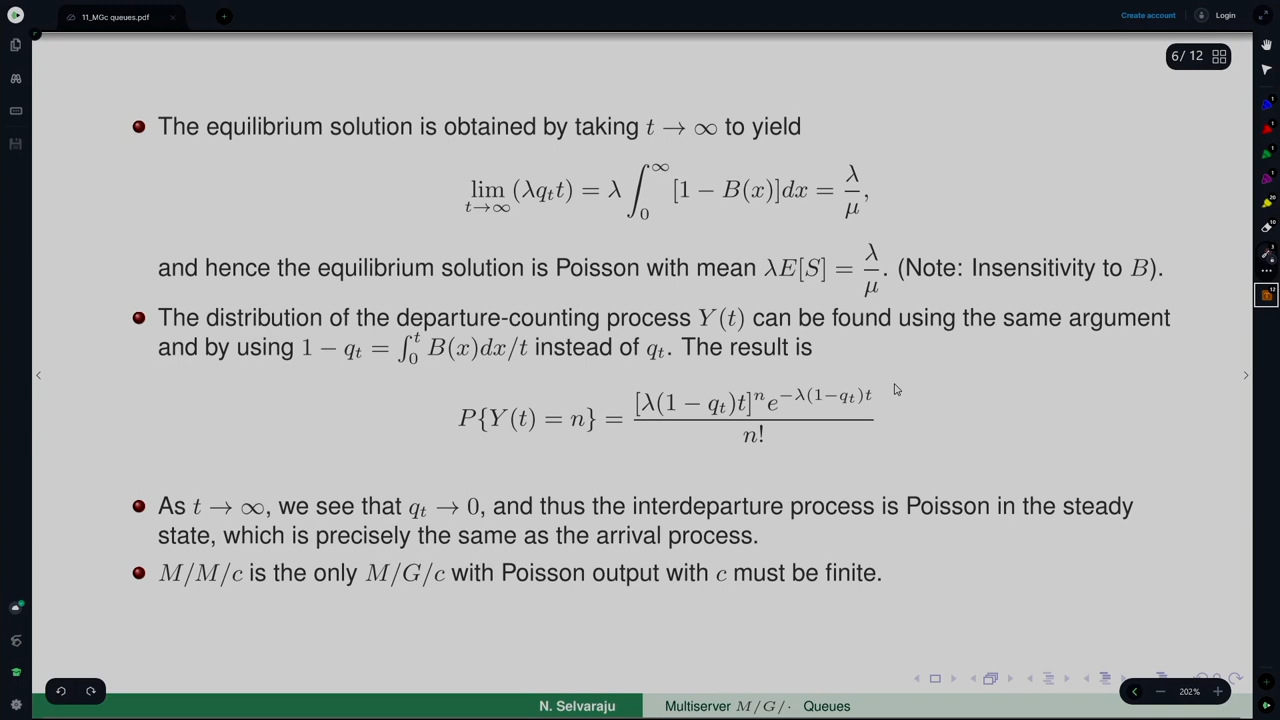 11_MGc queues.pdf
Create account
Login
6 / 12
The equilibrium solution is obtained by taking t → ∞ to yield
lim_{t→∞} (λq_t t) = λ ∫_0^∞ [1 − B(x)]dx = λ/μ,
and hence the equilibrium solution is Poisson with mean λE[S] = λ/μ. (Note: Insensitivity to B).
The distribution of the departure-counting process Y(t) can be found using the same argument
and by using 1 − q_t = ∫_0^t B(x)dx/t instead of q_t. The result is
P{Y(t) = n} = [λ(1 − q_t)t]^n e^{−λ(1−q_t)t} / n!
As t → ∞, we see that q_t → 0, and thus the interdeparture process is Poisson in the steady
state, which is precisely the same as the arrival process.
M/M/c is the only M/G/c with Poisson output with c must be finite.
202%
N. Selvaraju
Multiserver M/G/· Queues